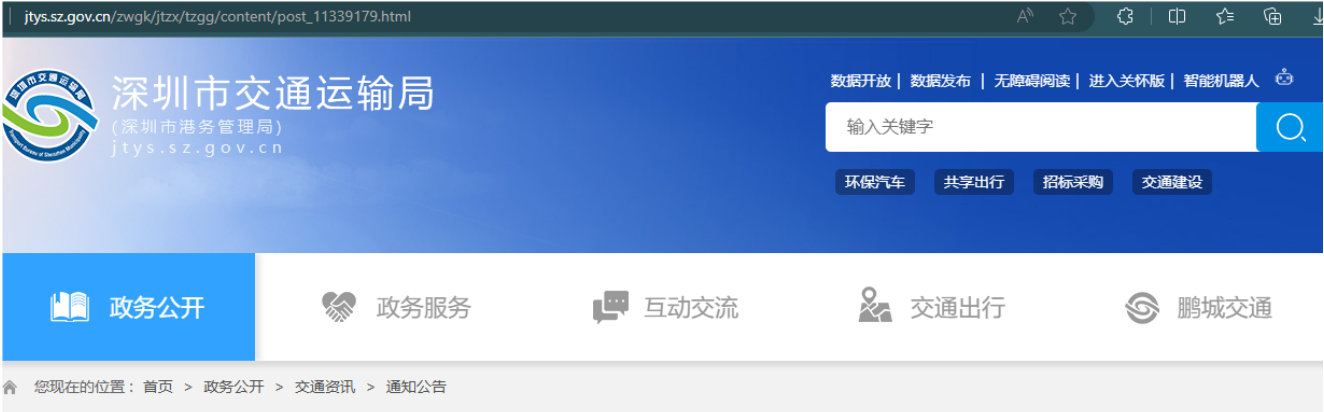 jtys.sz.gov.cn/zwgk/jtzx/tzgg/content/post_11339179.html
深圳市交通运输局
(深圳市港务管理局)
jtys.sz.gov.cn
数据开放 | 数据发布 | 无障碍阅读 | 进入关怀版 | 智能机器人
输入关键字
环保汽车 共享出行 招标采购 交通建设
政务公开 政务服务 互动交流 交通出行 鹏城交通
您现在的位置：首页 > 政务公开 > 交通资讯 > 通知公告